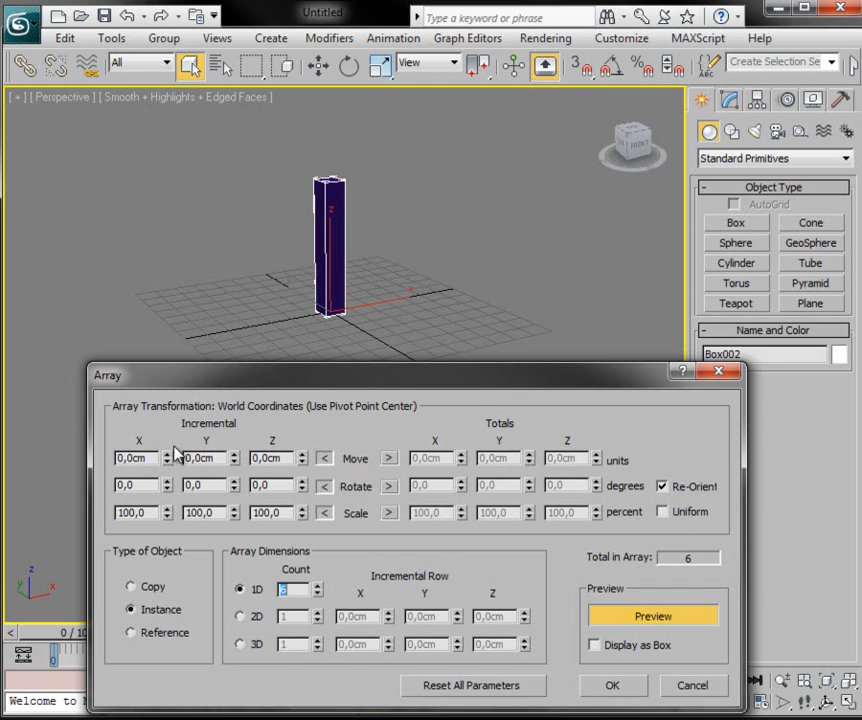 Untitled
Type a keyword or phrase
Edit Tools Group Views Create Modifiers Animation Graph Editors Rendering Customize MAXScript Help
All View 3 % ABC Create Selection Se
[ + ] [ Perspective ] [ Smooth + Highlights + Edged Faces ]
FRONT
Standard Primitives
- Object Type
AutoGrid
Box Cone
Sphere GeoSphere
Cylinder Tube
Torus Pyramid
Teapot Plane
- Name and Color
Box002
z
x
Array
Array Transformation: World Coordinates (Use Pivot Point Center)
Incremental Totals
X Y Z X Y Z
0,0cm 0,0cm 0,0cm < Move > 0,0cm 0,0cm 0,0cm units
0,0 0,0 0,0 < Rotate > 0,0 0,0 0,0 degrees Re-Orient
100,0 100,0 100,0 < Scale > 100,0 100,0 100,0 percent Uniform
Type of Object
Copy
Instance
Reference
Array Dimensions
Count Incremental Row
X Y Z
1D 6
2D 1 0,0cm 0,0cm 0,0cm
3D 1 0,0cm 0,0cm 0,0cm
Total in Array: 6
Preview
Preview
Display as Box
Reset All Parameters OK Cancel
z
y
x
< 0 / 10
0
Welcome to M